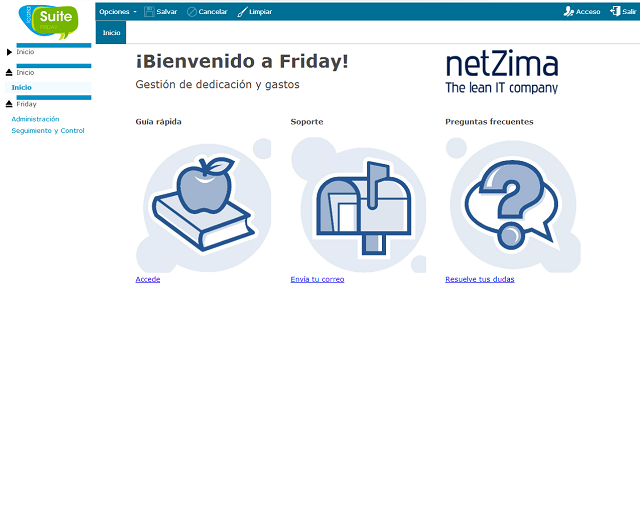 Suite
Opciones
Salvar
Cancelar
Limpiar
Acceso
Salir
Inicio
Inicio
Inicio
Inicio
Friday
Administración
Seguimiento y Control
¡Bienvenido a Friday!
Gestión de dedicación y gastos
netZima
The lean IT company
Guía rápida
Soporte
Preguntas frecuentes
Accede
Envía tu correo
Resuelve tus dudas